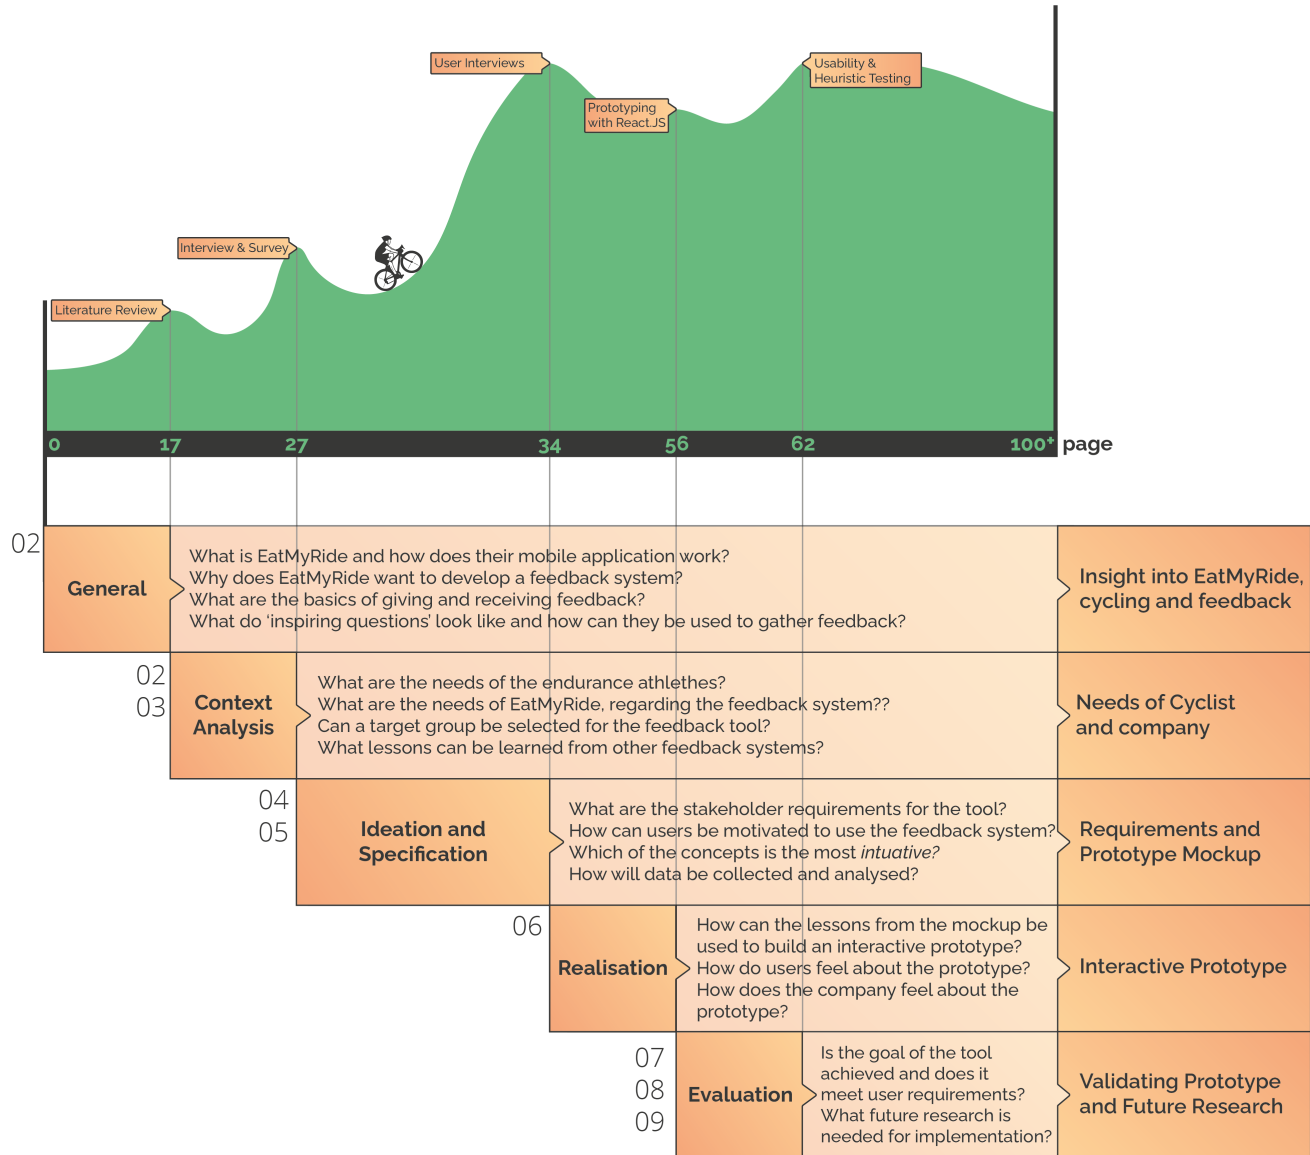 User Interviews
Usability &
Heuristic Testing
Prototyping
with React.JS
Interview & Survey
Literature Review
0 17 27 34 56 62 100+ page
02
General
What is EatMyRide and how does their mobile application work?
Why does EatMyRide want to develop a feedback system?
What are the basics of giving and receiving feedback?
What do ‘inspiring questions’ look like and how can they be used to gather feedback?
Insight into EatMyRide,
cycling and feedback
02
03
Context
Analysis
What are the needs of the endurance athlethes?
What are the needs of EatMyRide, regarding the feedback system??
Can a target group be selected for the feedback tool?
What lessons can be learned from other feedback systems?
Needs of Cyclist
and company
04
05
Ideation and
Specification
What are the stakeholder requirements for the tool?
How can users be motivated to use the feedback system?
Which of the concepts is the most intuative?
How will data be collected and analysed?
Requirements and
Prototype Mockup
06
Realisation
How can the lessons from the mockup be
used to build an interactive prototype?
How do users feel about the prototype?
How does the company feel about the
prototype?
Interactive Prototype
07
08
09
Evaluation
Is the goal of the tool
achieved and does it
meet user requirements?
What future research is
needed for implementation?
Validating Prototype
and Future Research